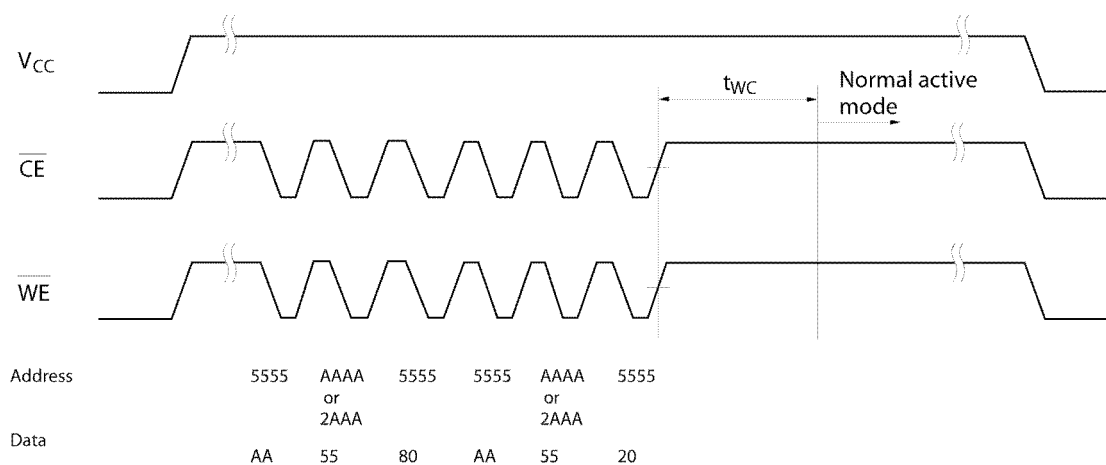 VCC
tWC
Normal active
mode
CE
WE
Address 5555 AAAA 5555 5555 AAAA 5555
or or
2AAA 2AAA
Data
AA 55 80 AA 55 20